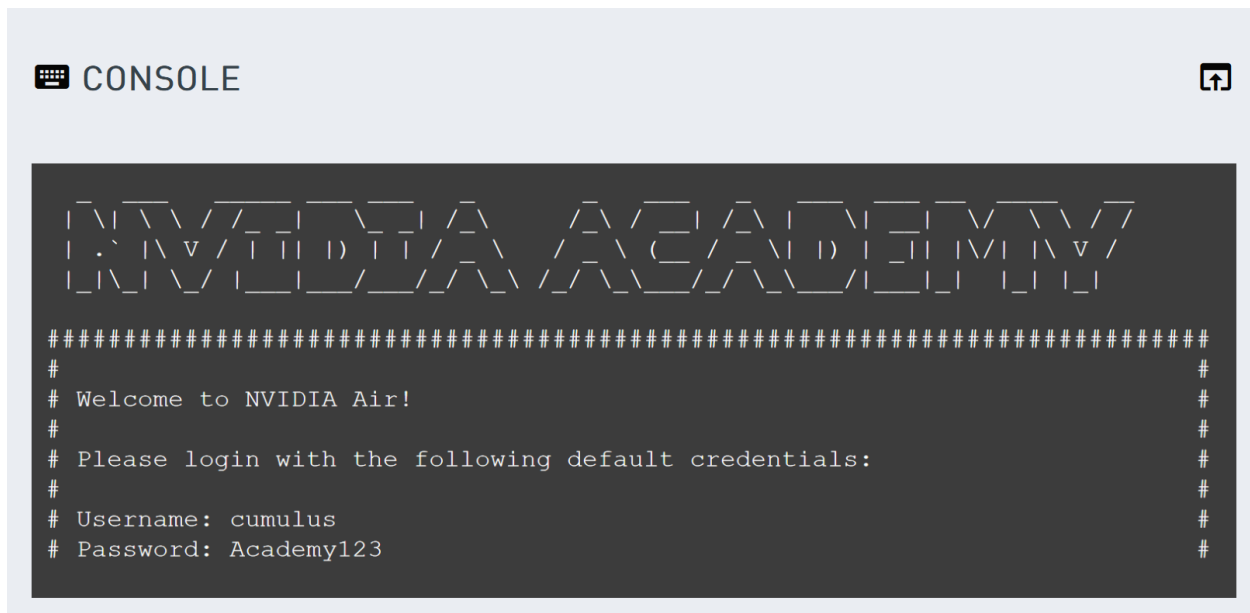 CONSOLE
NVIDIA ACADEMY
################################################################################
# #
# Welcome to NVIDIA Air! #
# #
# Please login with the following default credentials: #
# #
# Username: cumulus #
# Password: Academy123 #